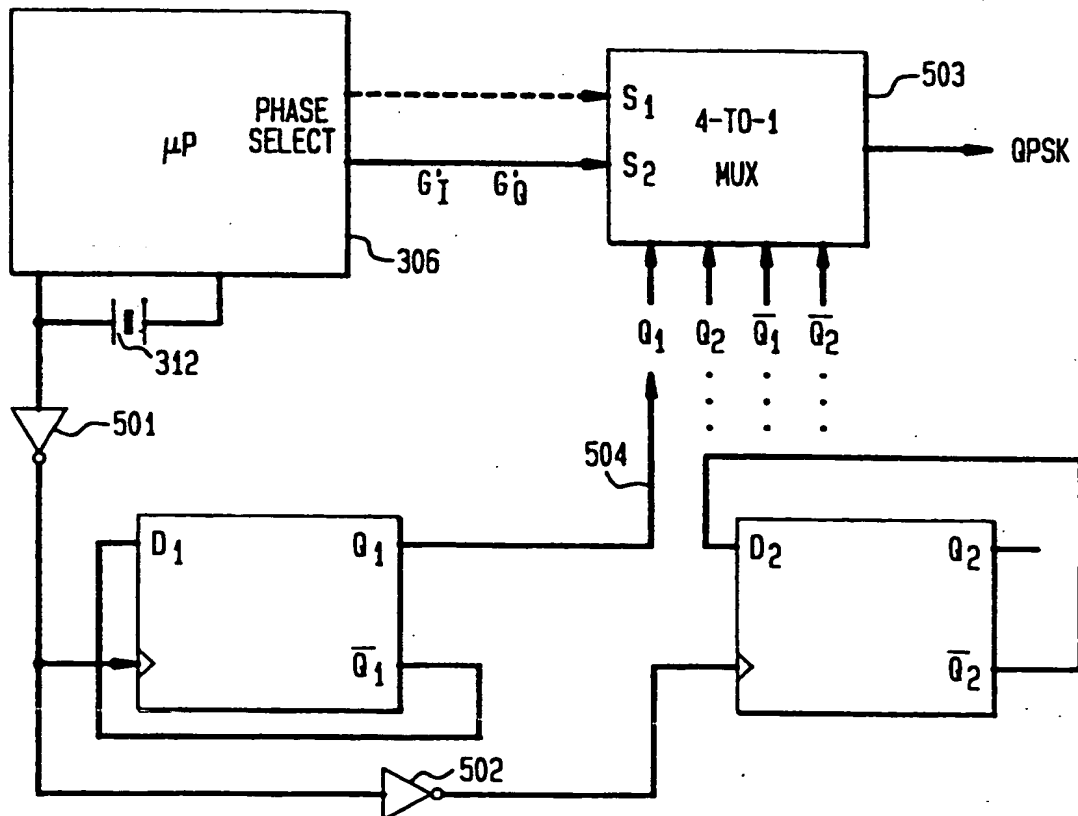 μP
PHASE
SELECT
G'I G'Q
306
312
S1
S2
4-TO-1
MUX
503
QPSK
Q1 Q2 Q̅1 Q̅2
501
504
D1
Q1
Q̅1
D2
Q2
Q̅2
502